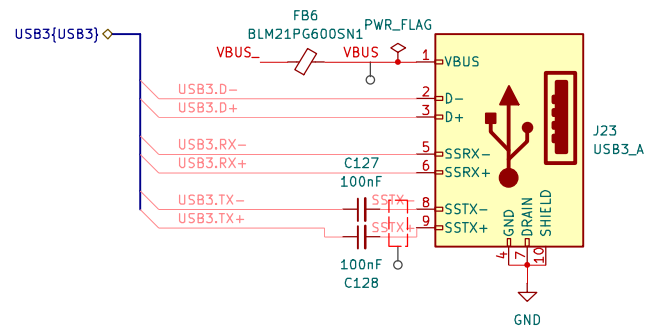 FB6
BLM21PG600SN1
PWR_FLAG
USB3{USB3}
VBUS_
VBUS
1
VBUS
USB3.D-
2
D-
USB3.D+
3
D+
J23
USB3_A
USB3.RX-
5
SSRX-
USB3.RX+
6
SSRX+
C127
100nF
USB3.TX-
SSTX-
8
SSTX-
USB3.TX+
SSTX+
9
SSTX+
GND
DRAIN
SHIELD
4
7
10
100nF
C128
GND